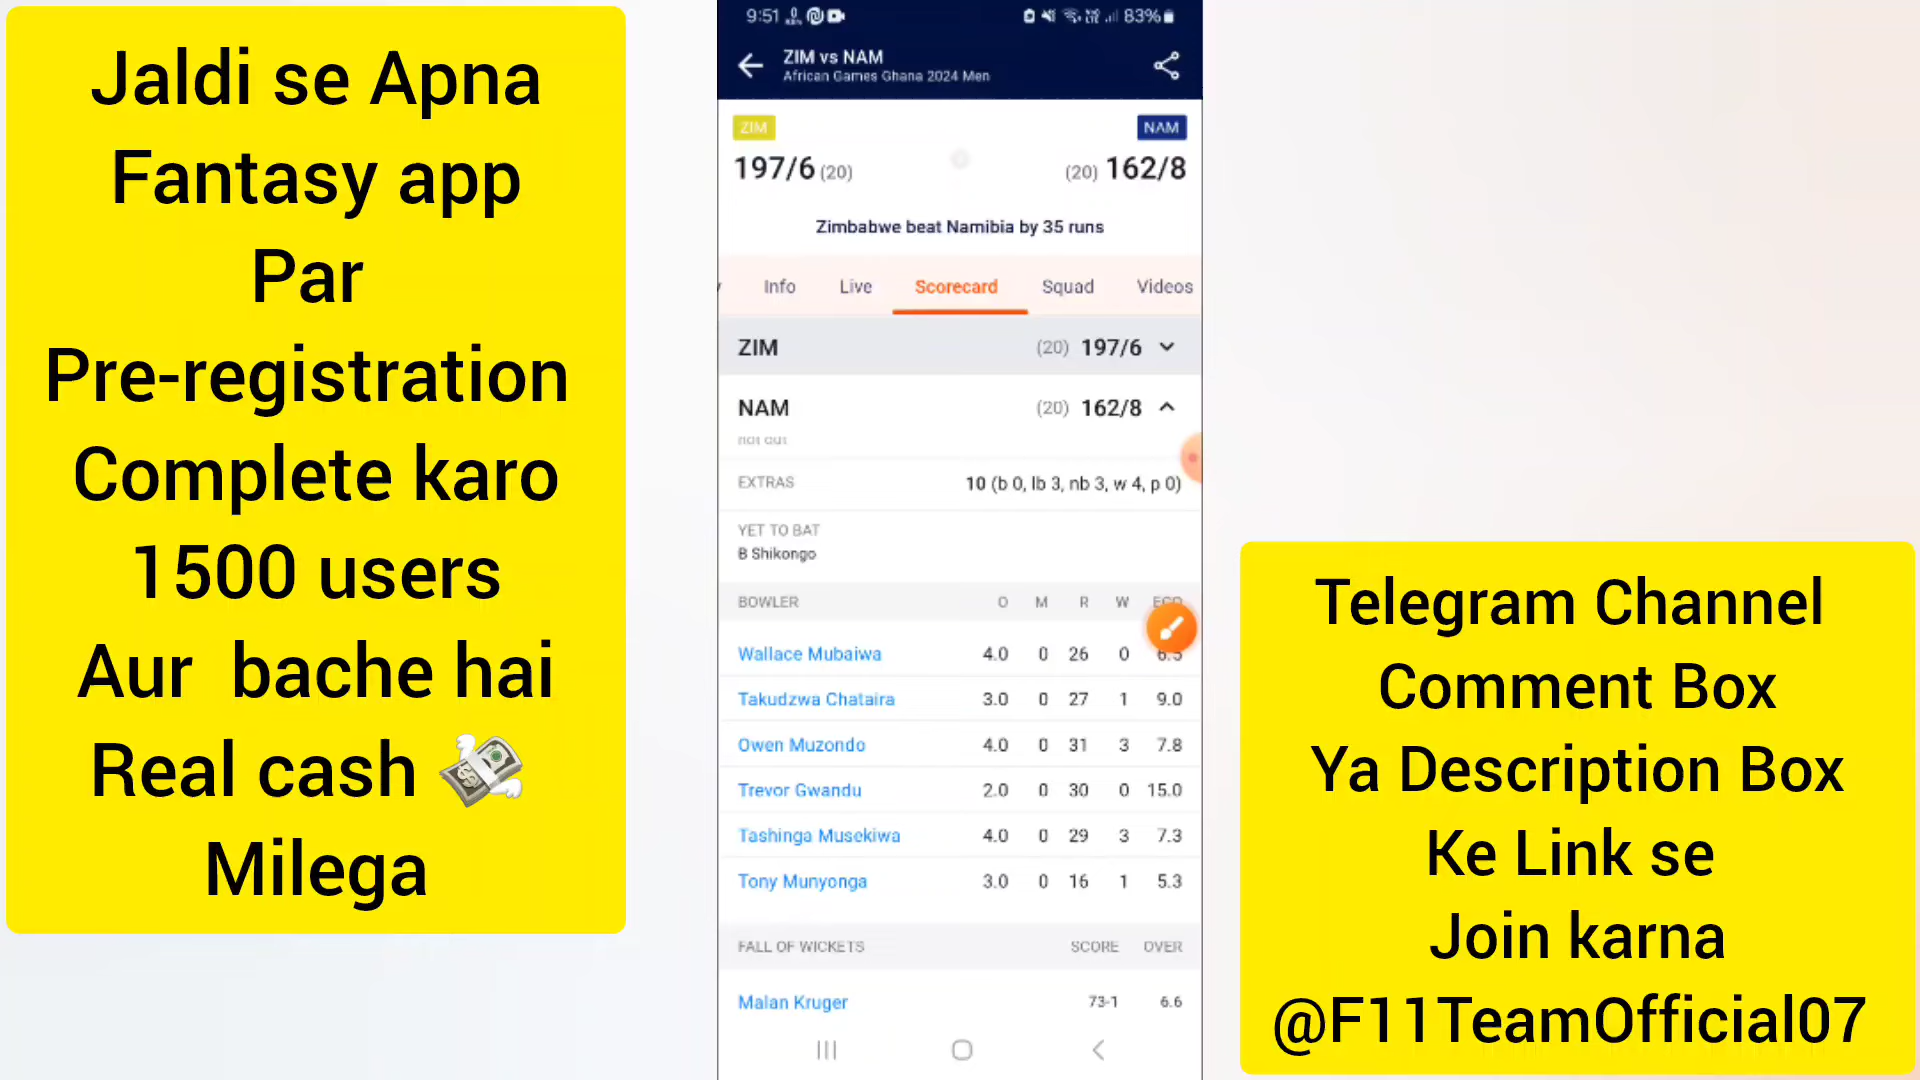 Jaldi se Apna
Fantasy app
Par
Pre-registration
Complete karo
1500 users
Aur bache hai
Real cash
Milega
9:51
83%
ZIM vs NAM
African Games Ghana 2024 Men
ZIM
NAM
197/6 (20)
(20) 162/8
Zimbabwe beat Namibia by 35 runs
Info Live Scorecard Squad Videos
ZIM (20) 197/6
NAM (20) 162/8
not out
EXTRAS 10 (b 0, lb 3, nb 3, w 4, p 0)
YET TO BAT
B Shikongo
BOWLER O M R W ECO
Wallace Mubaiwa 4.0 0 26 0 6.5
Takudzwa Chataira 3.0 0 27 1 9.0
Owen Muzondo 4.0 0 31 3 7.8
Trevor Gwandu 2.0 0 30 0 15.0
Tashinga Musekiwa 4.0 0 29 3 7.3
Tony Munyonga 3.0 0 16 1 5.3
FALL OF WICKETS SCORE OVER
Malan Kruger 73-1 6.6
Telegram Channel
Comment Box
Ya Description Box
Ke Link se
Join karna
@F11TeamOfficial07